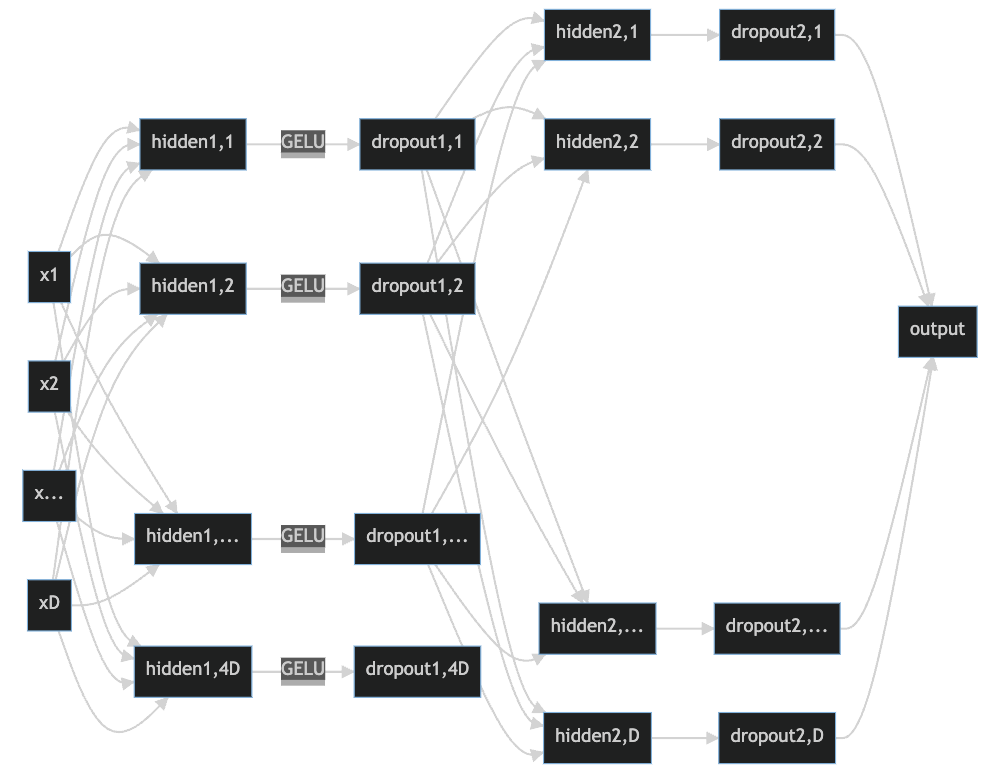 hidden2,1
dropout2,1
hidden1,1
GELU
dropout1,1
hidden2,2
dropout2,2
x1
hidden1,2
GELU
dropout1,2
output
x2
x...
hidden1,...
GELU
dropout1,...
xD
hidden2,...
dropout2,...
hidden1,4D
GELU
dropout1,4D
hidden2,D
dropout2,D